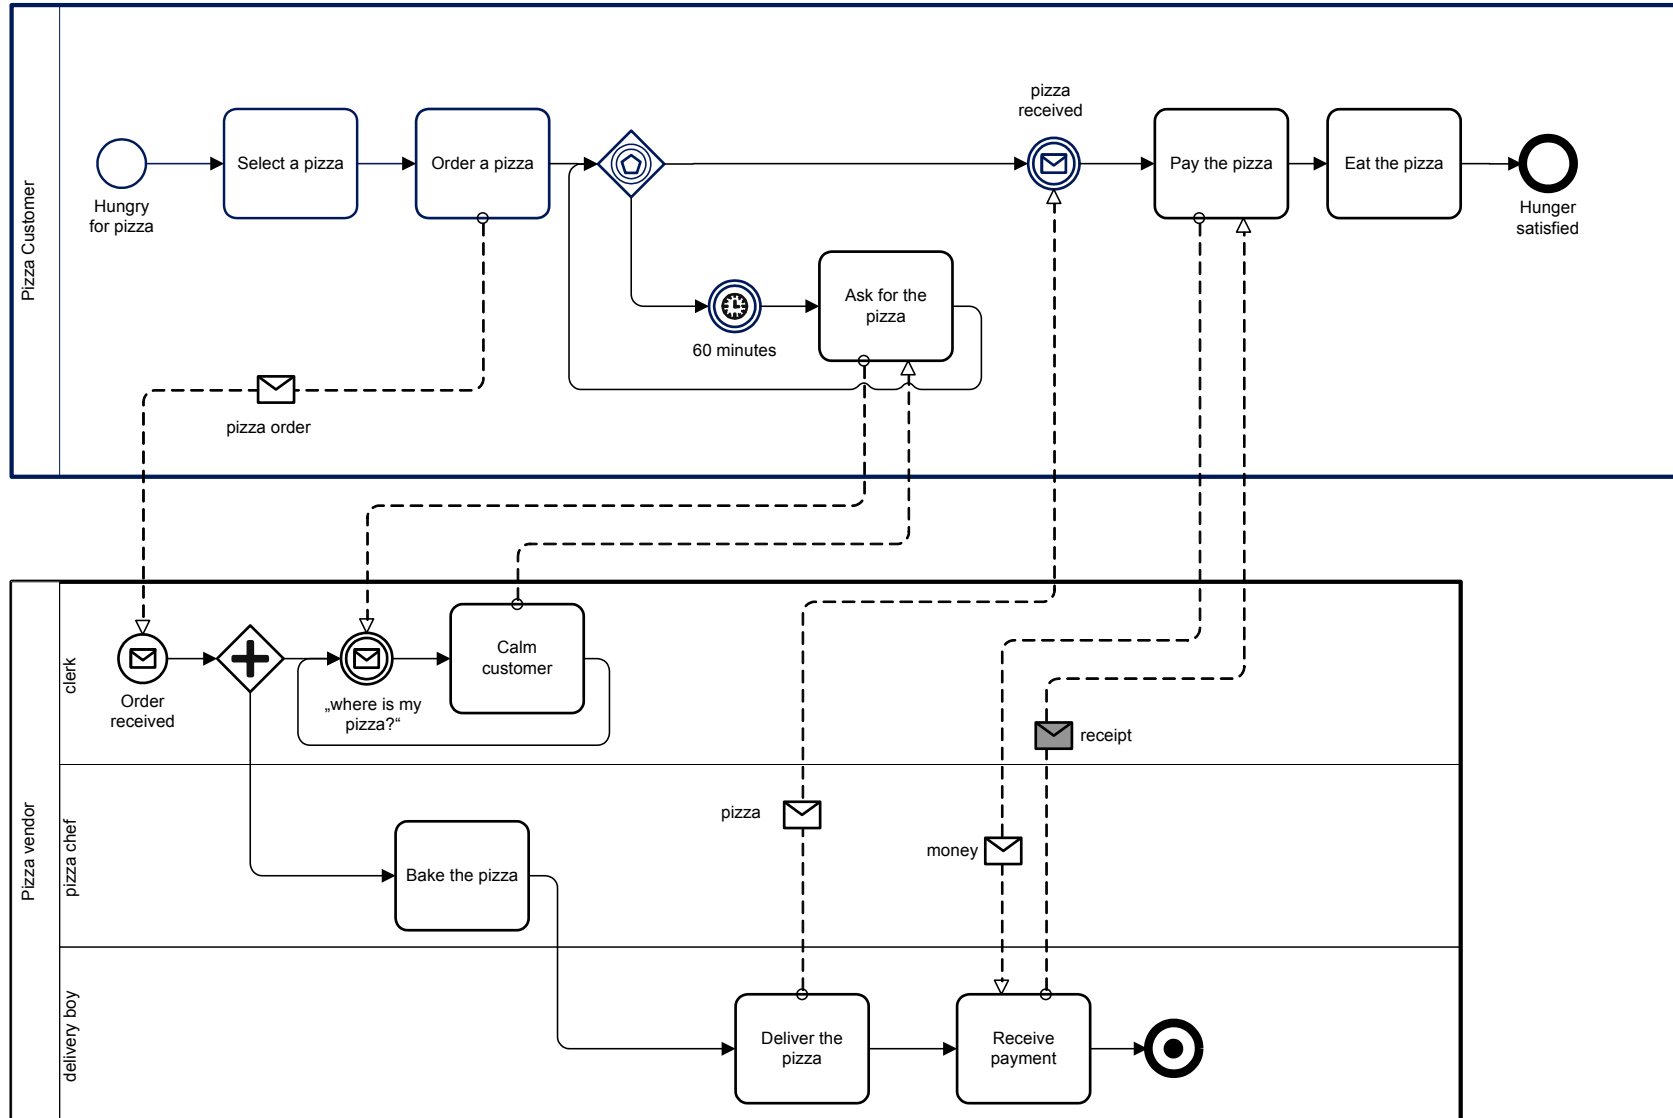 Pizza Customer
pizza
received
Select a pizza
Order a pizza
Pay the pizza
Eat the pizza
Hungry
for pizza
Hunger
satisfied
Ask for the
pizza
60 minutes
pizza order
Pizza vendor
clerk
Calm
customer
Order
received
„where is my
pizza?“
receipt
pizza chef
pizza
money
Bake the pizza
delivery boy
Deliver the
pizza
Receive
payment